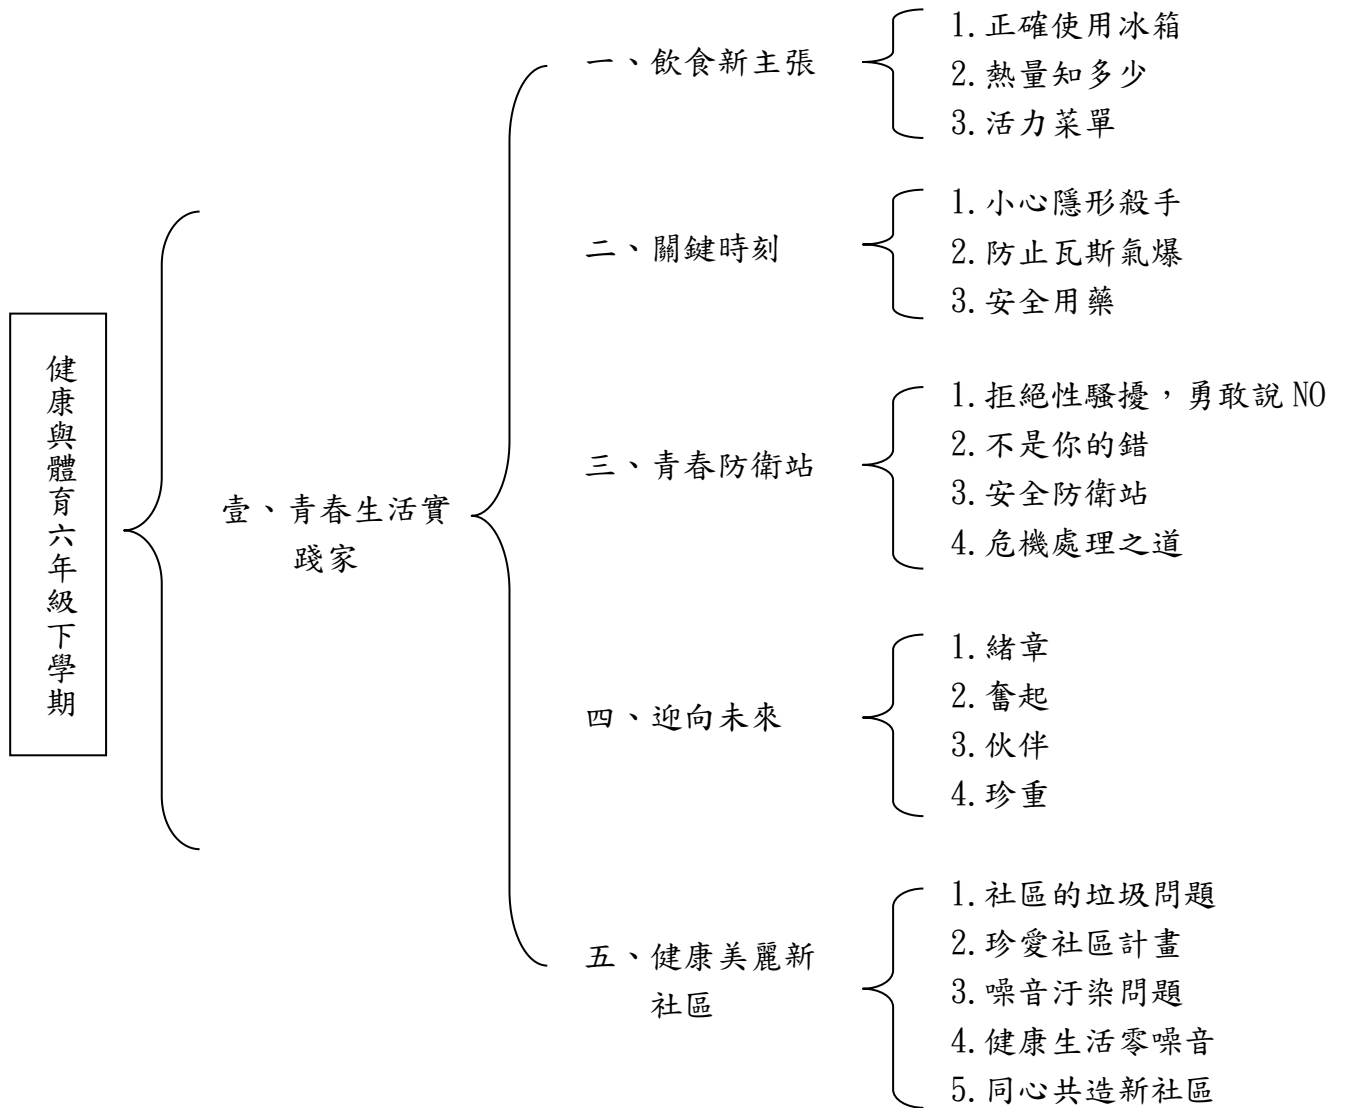 健康與體育六年級下學期
壹、青春生活實
踐家
一、飲食新主張
1.正確使用冰箱
2.熱量知多少
3.活力菜單
二、關鍵時刻
1.小心隱形殺手
2.防止瓦斯氣爆
3.安全用藥
三、青春防衛站
1.拒絕性騷擾，勇敢說 NO
2.不是你的錯
3.安全防衛站
4.危機處理之道
四、迎向未來
1.緒章
2.奮起
3.伙伴
4.珍重
五、健康美麗新
社區
1.社區的垃圾問題
2.珍愛社區計畫
3.噪音汙染問題
4.健康生活零噪音
5.同心共造新社區